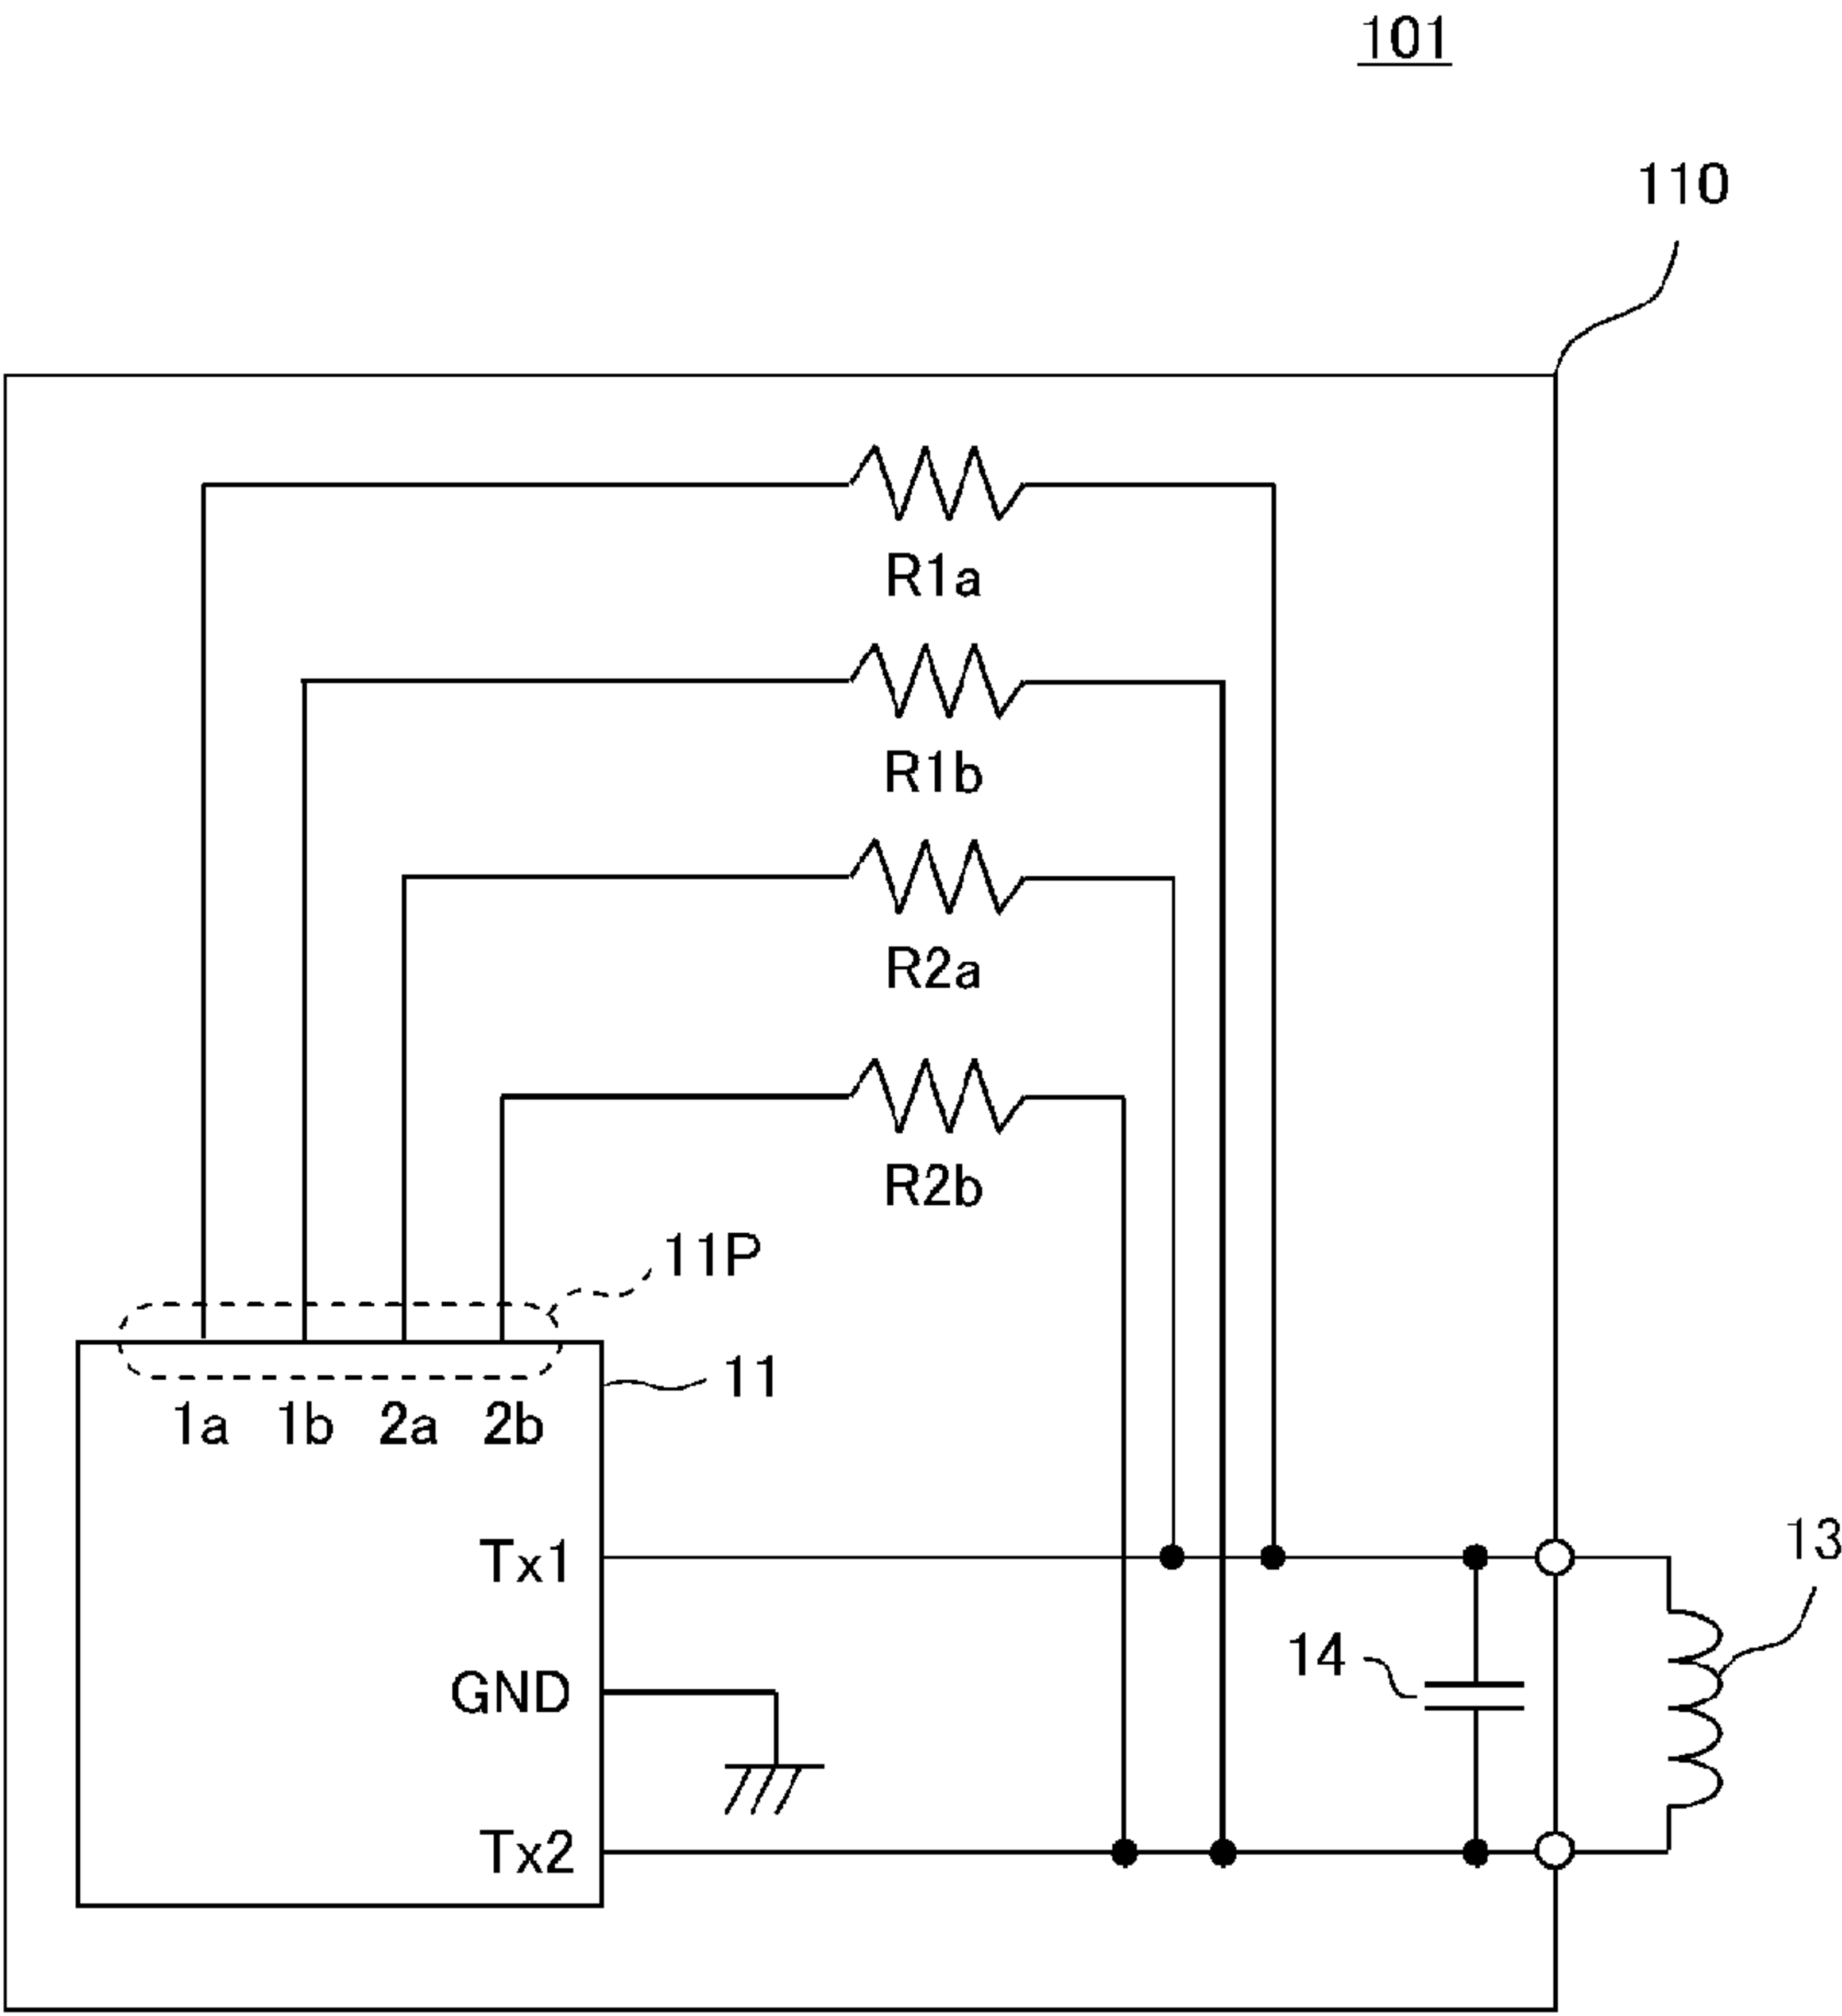 101
110
R1a
R1b
R2a
R2b
11P
11
1a 1b 2a 2b
Tx1
13
14
GND
Tx2